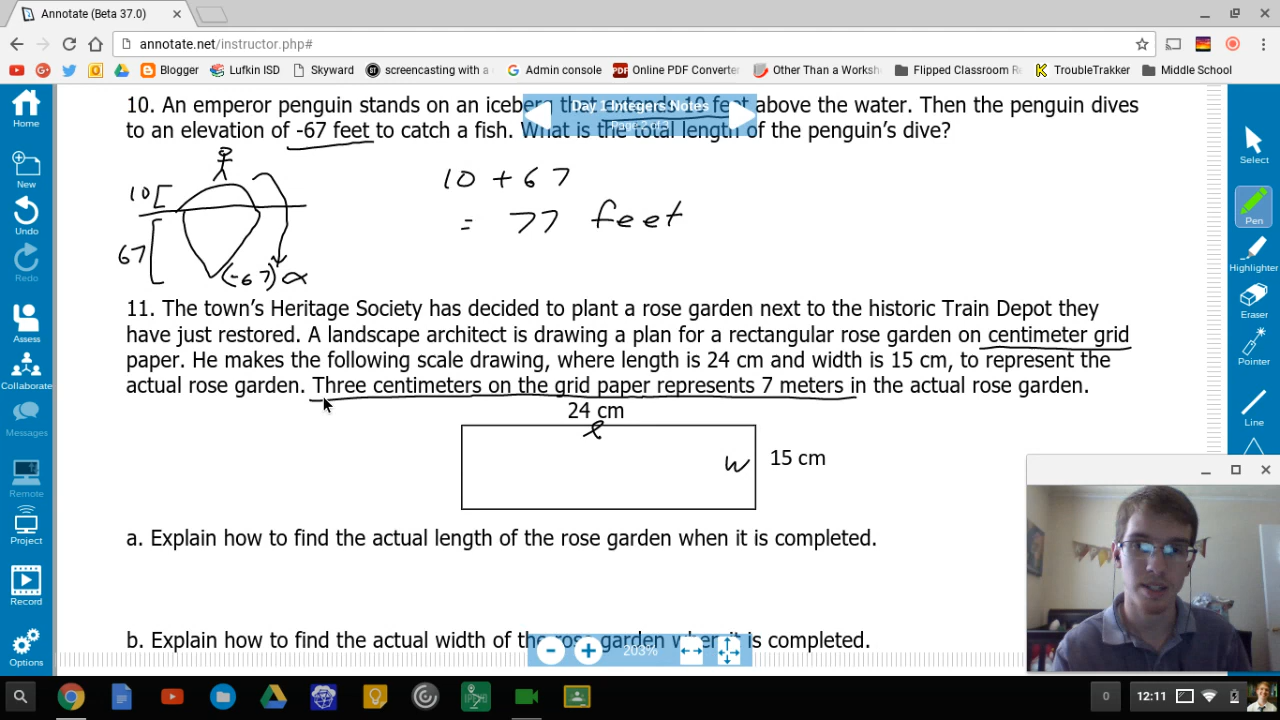 Annotate (Beta 37.0)
annotate.net/instructor.php#
Blogger
Lufkin ISD
Skyward
screencasting with a
Admin console
Online PDF Converter
Other Than a Worksh
Flipped Classroom R
TroubleTrakker
Middle School
Home
New
Undo
Redo
Assess
Collaborate
Messages
Remote
Project
Record
Options
10. An emperor penguin stands on an iceberg that extends 10 feet above the water. Then the penguin dives
Day 1 Integers Notes
Page 2 of 3
to an elevation of -67 feet to catch a fish. What is the total length of the penguin's dive?
10 + 67
10
= 77 feet
67
(-67)
11. The town's Heritage Society has decided to plant a rose garden next to the historic Train Depot they
have just restored. A landscape architect is drawing a plan for a rectangular rose garden on centimeter grid
paper. He makes the following scale drawing, where length is 24 cm and width is 15 cm, to represent the
actual rose garden. Three centimeters on the grid paper represents 7 meters in the actual rose garden.
24 cm
l
w
15 cm
a. Explain how to find the actual length of the rose garden when it is completed.
b. Explain how to find the actual width of the rose garden when it is completed.
203%
Select
Pen
Highlighter
Eraser
Pointer
Line
0
12:11